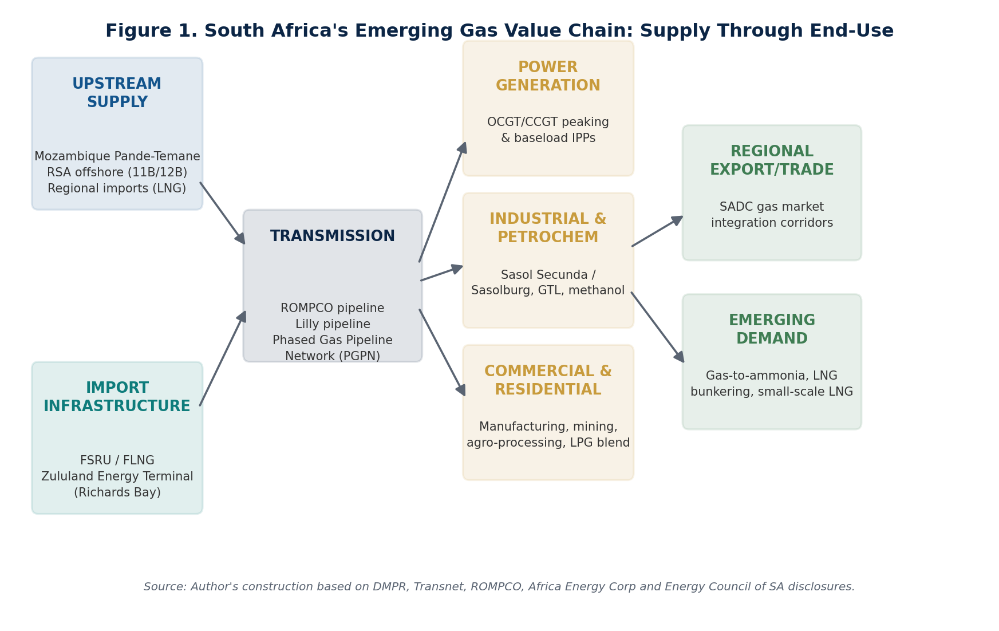 Figure 1. South Africa's Emerging Gas Value Chain: Supply Through End-Use
UPSTREAM
SUPPLY
Mozambique Pande-Temane
RSA offshore (11B/12B)
Regional imports (LNG)
IMPORT
INFRASTRUCTURE
FSRU / FLNG
Zululand Energy Terminal
(Richards Bay)
TRANSMISSION
ROMPCO pipeline
Lilly pipeline
Phased Gas Pipeline
Network (PGPN)
POWER
GENERATION
OCGT/CCGT peaking
& baseload IPPs
INDUSTRIAL &
PETROCHEM
Sasol Secunda /
Sasolburg, GTL, methanol
COMMERCIAL &
RESIDENTIAL
Manufacturing, mining,
agro-processing, LPG blend
REGIONAL
EXPORT/TRADE
SADC gas market
integration corridors
EMERGING
DEMAND
Gas-to-ammonia, LNG
bunkering, small-scale LNG
Source: Author's construction based on DMPR, Transnet, ROMPCO, Africa Energy Corp and Energy Council of SA disclosures.